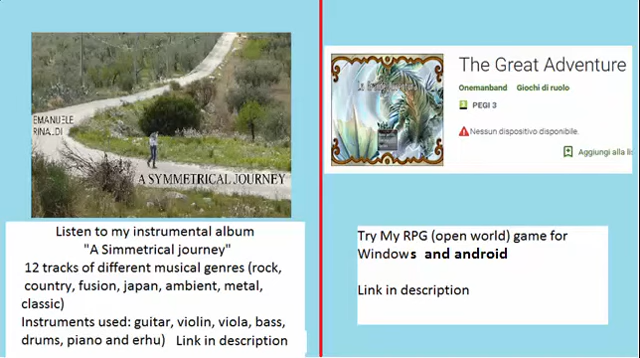 EMANUELE
RINALDI
A SYMMETRICAL JOURNEY
Listen to my instrumental album
"A Simmetrical journey"
12 tracks of different musical genres (rock,
country, fusion, japan, ambient, metal,
classic)
Instruments used: guitar, violin, viola, bass,
drums, piano and erhu) Link in description
The Great Adventure
Onemanband Giochi di ruolo
PEGI 3
Nessun dispositivo disponibile.
Aggiungi alla lis
Try My RPG (open world) game for
Windows and android
Link in description